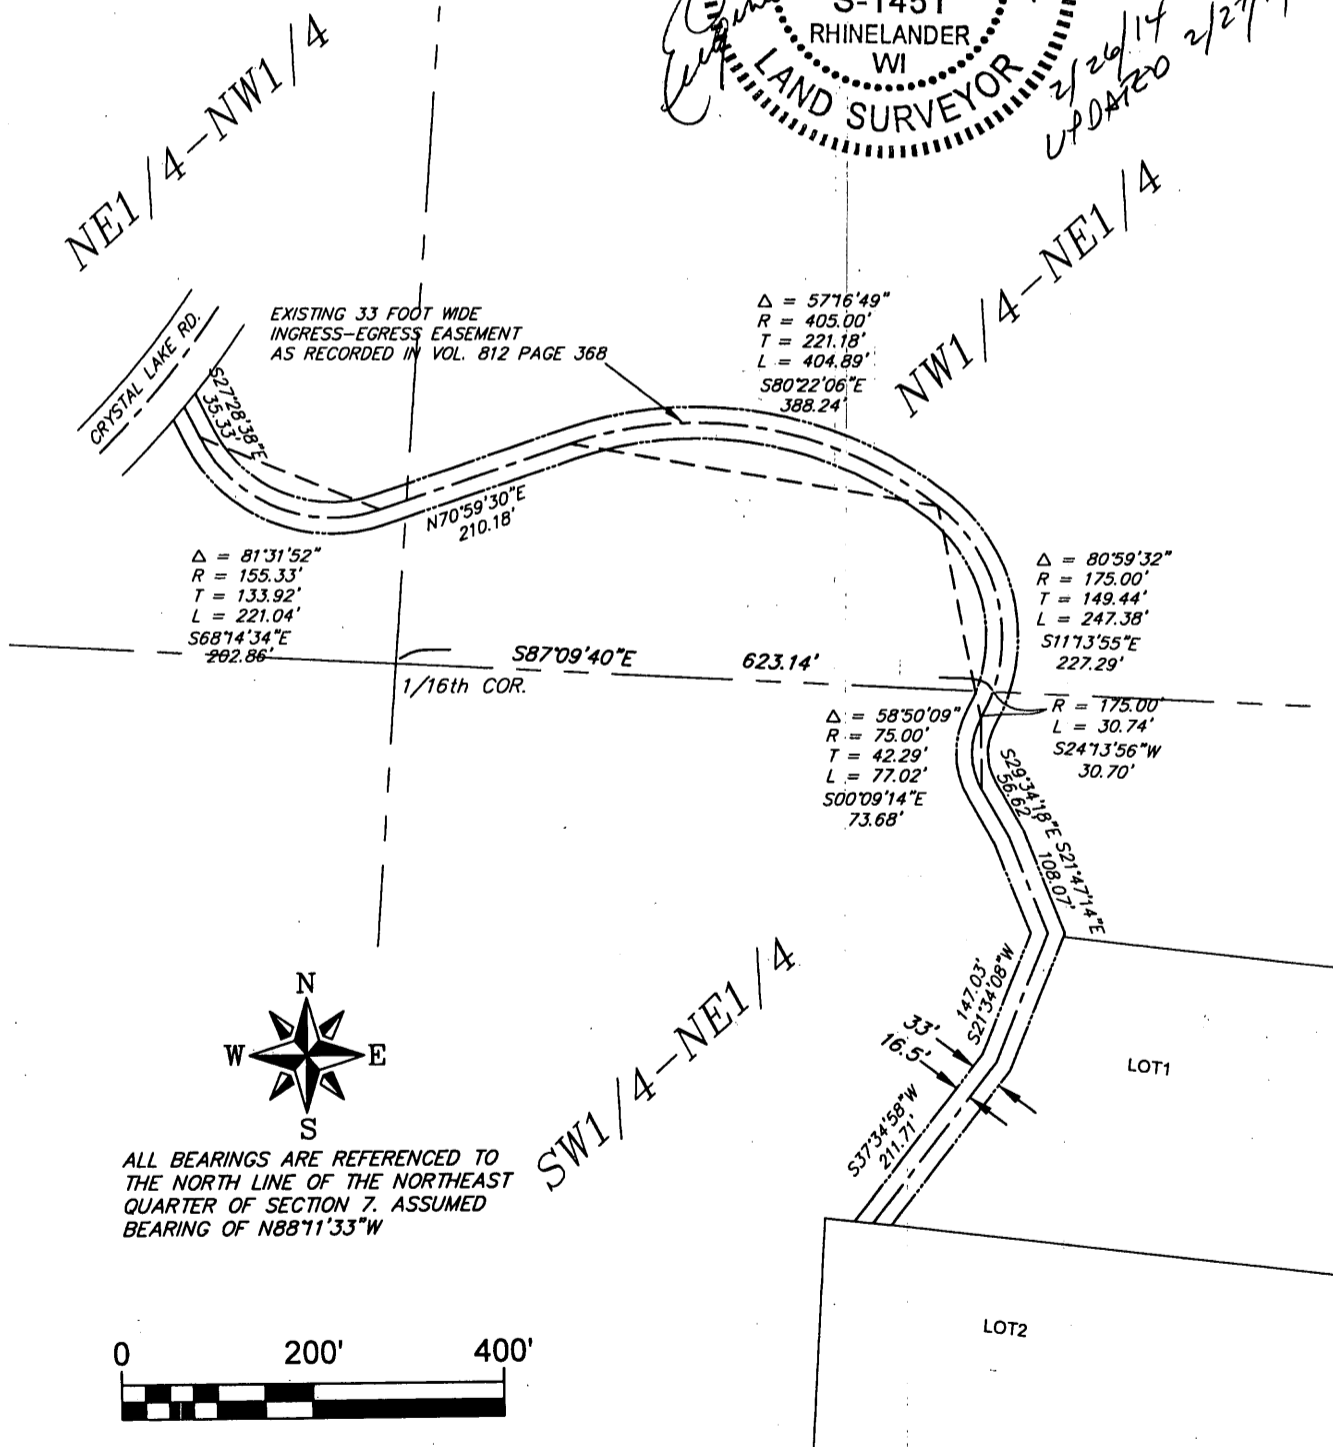 S-1451
RHINELANDER
WI
LAND SURVEYOR
2/26/14
UPDATED 2/27/
NE1/4-NW1/4
NW1/4-NE1/4
CRYSTAL LAKE RD.
EXISTING 33 FOOT WIDE
INGRESS-EGRESS EASEMENT
AS RECORDED IN VOL. 812 PAGE 368
Δ = 57°16'49"
R = 405.00'
T = 221.18'
L = 404.89'
S80°22'06"E
388.24'
S27°28'38"E
35.33'
N70°59'30"E
210.18'
Δ = 81°31'52"
R = 155.33'
T = 133.92'
L = 221.04'
S68°14'34"E
202.86'
Δ = 80°59'32"
R = 175.00'
T = 149.44'
L = 247.38'
S11°13'55"E
227.29'
S87°09'40"E 623.14'
1/16th COR.
R = 175.00'
L = 30.74'
S24°13'56"W
30.70'
Δ = 58°50'09"
R = 75.00'
T = 42.29'
L = 77.02'
S00°09'14"E
73.68'
S29°34'18"E
56.62'
S21°47'14"E
108.07'
147.03'
S21°34'08"W
33'
16.5'
S37°34'58"W
211.71'
SW1/4-NE1/4
LOT1
LOT2
N
W E
S
ALL BEARINGS ARE REFERENCED TO
THE NORTH LINE OF THE NORTHEAST
QUARTER OF SECTION 7. ASSUMED
BEARING OF N88°11'33"W
0 200' 400'